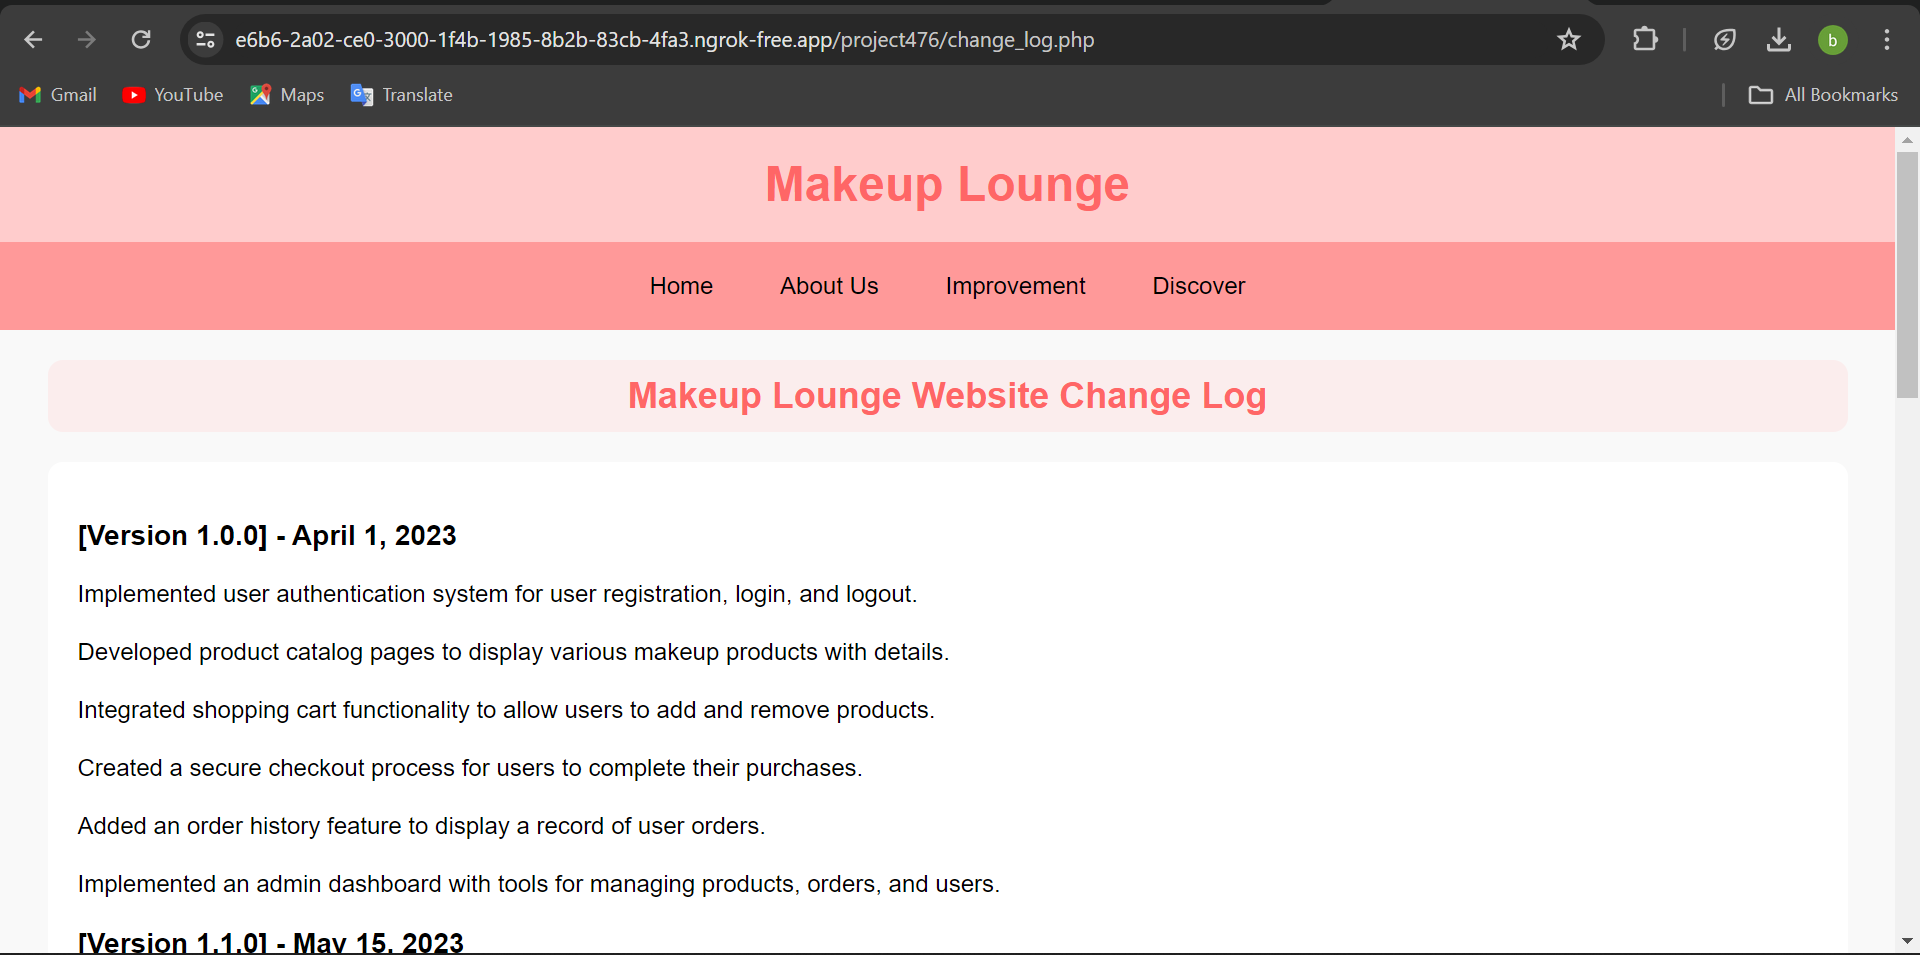 e6b6-2a02-ce0-3000-1f4b-1985-8b2b-83cb-4fa3.ngrok-free.app/project476/change_log.php
b
Gmail YouTube Maps Translate All Bookmarks
Makeup Lounge
Home About Us Improvement Discover
Makeup Lounge Website Change Log
[Version 1.0.0] - April 1, 2023
Implemented user authentication system for user registration, login, and logout.
Developed product catalog pages to display various makeup products with details.
Integrated shopping cart functionality to allow users to add and remove products.
Created a secure checkout process for users to complete their purchases.
Added an order history feature to display a record of user orders.
Implemented an admin dashboard with tools for managing products, orders, and users.
[Version 1.1.0] - May 15, 2023